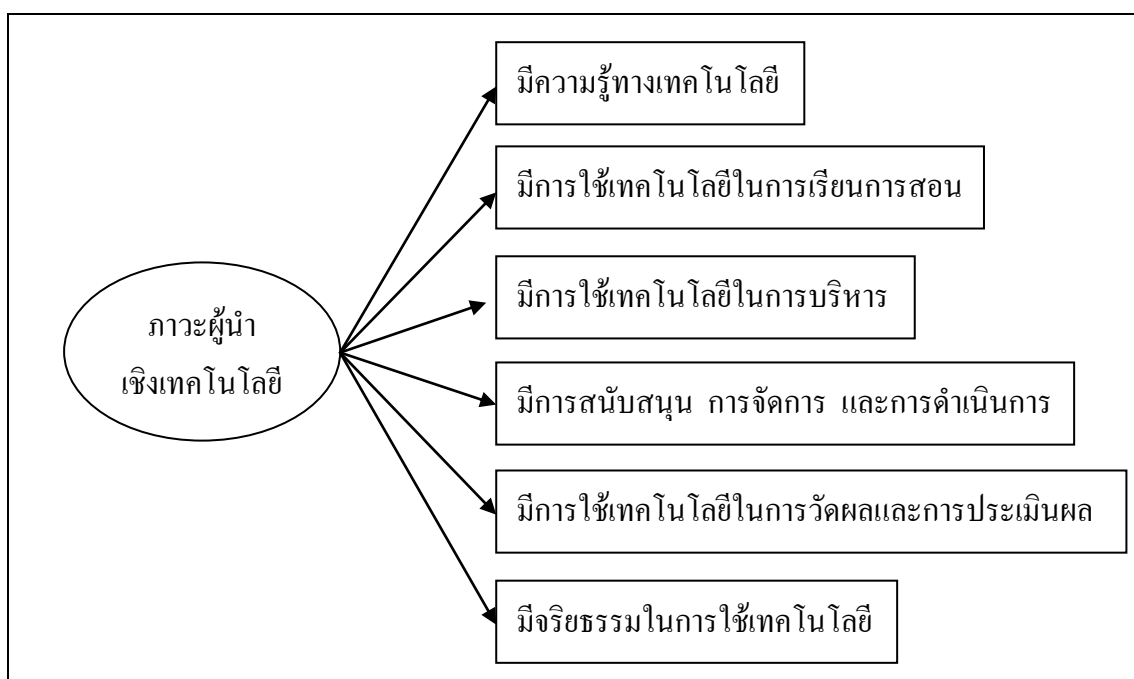 มีความรู้ทางเทคโนโลยี
มีการใช้เทคโนโลยีในการเรียนการสอน
มีการใช้เทคโนโลยีในการบริหาร
ภาวะผู้นำ
เชิงเทคโนโลยี
มีการสนับสนุน การจัดการ และการดำเนินการ
มีการใช้เทคโนโลยีในการวัดผลและการประเมินผล
มีจริยธรรมในการใช้เทคโนโลยี